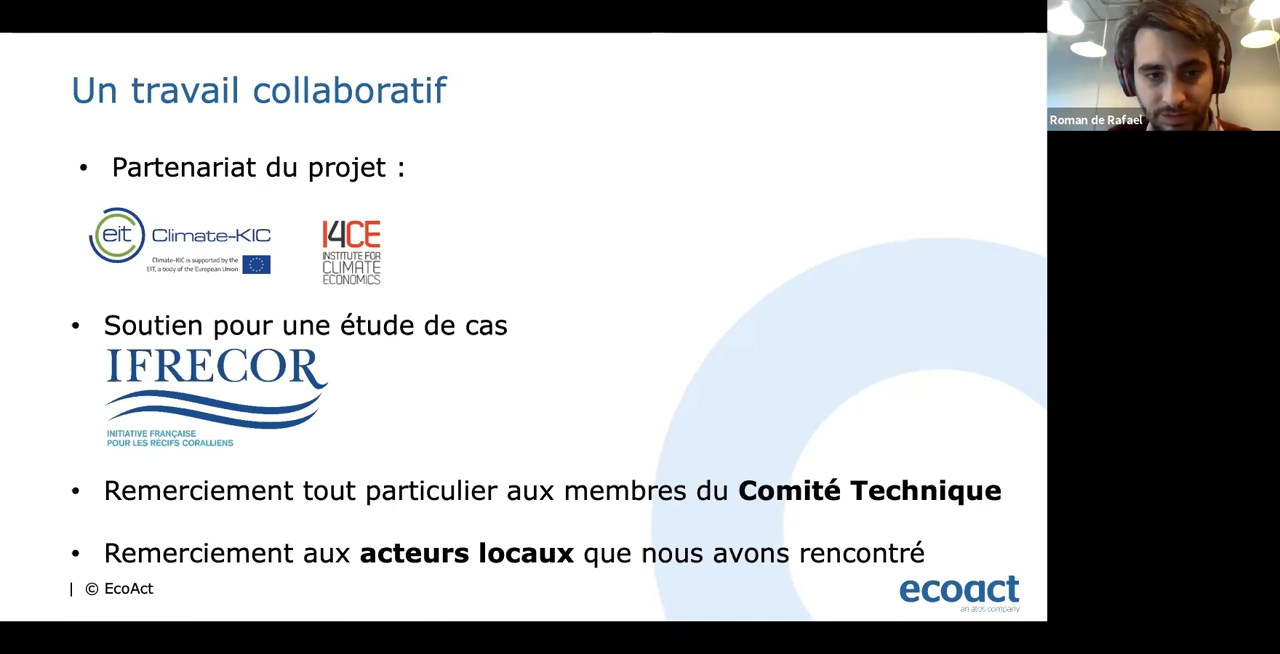 Un travail collaboratif
Roman de Rafael
• Partenariat du projet :
eit Climate-KIC
Climate-KIC is supported by the
EIT, a body of the European Union
I4CE
INSTITUTE FOR
CLIMATE
ECONOMICS
• Soutien pour une étude de cas
IFRECOR
INITIATIVE FRANÇAISE
POUR LES RÉCIFS CORALLIENS
• Remerciement tout particulier aux membres du Comité Technique
• Remerciement aux acteurs locaux que nous avons rencontré
| © EcoAct
ecoact
an atos company